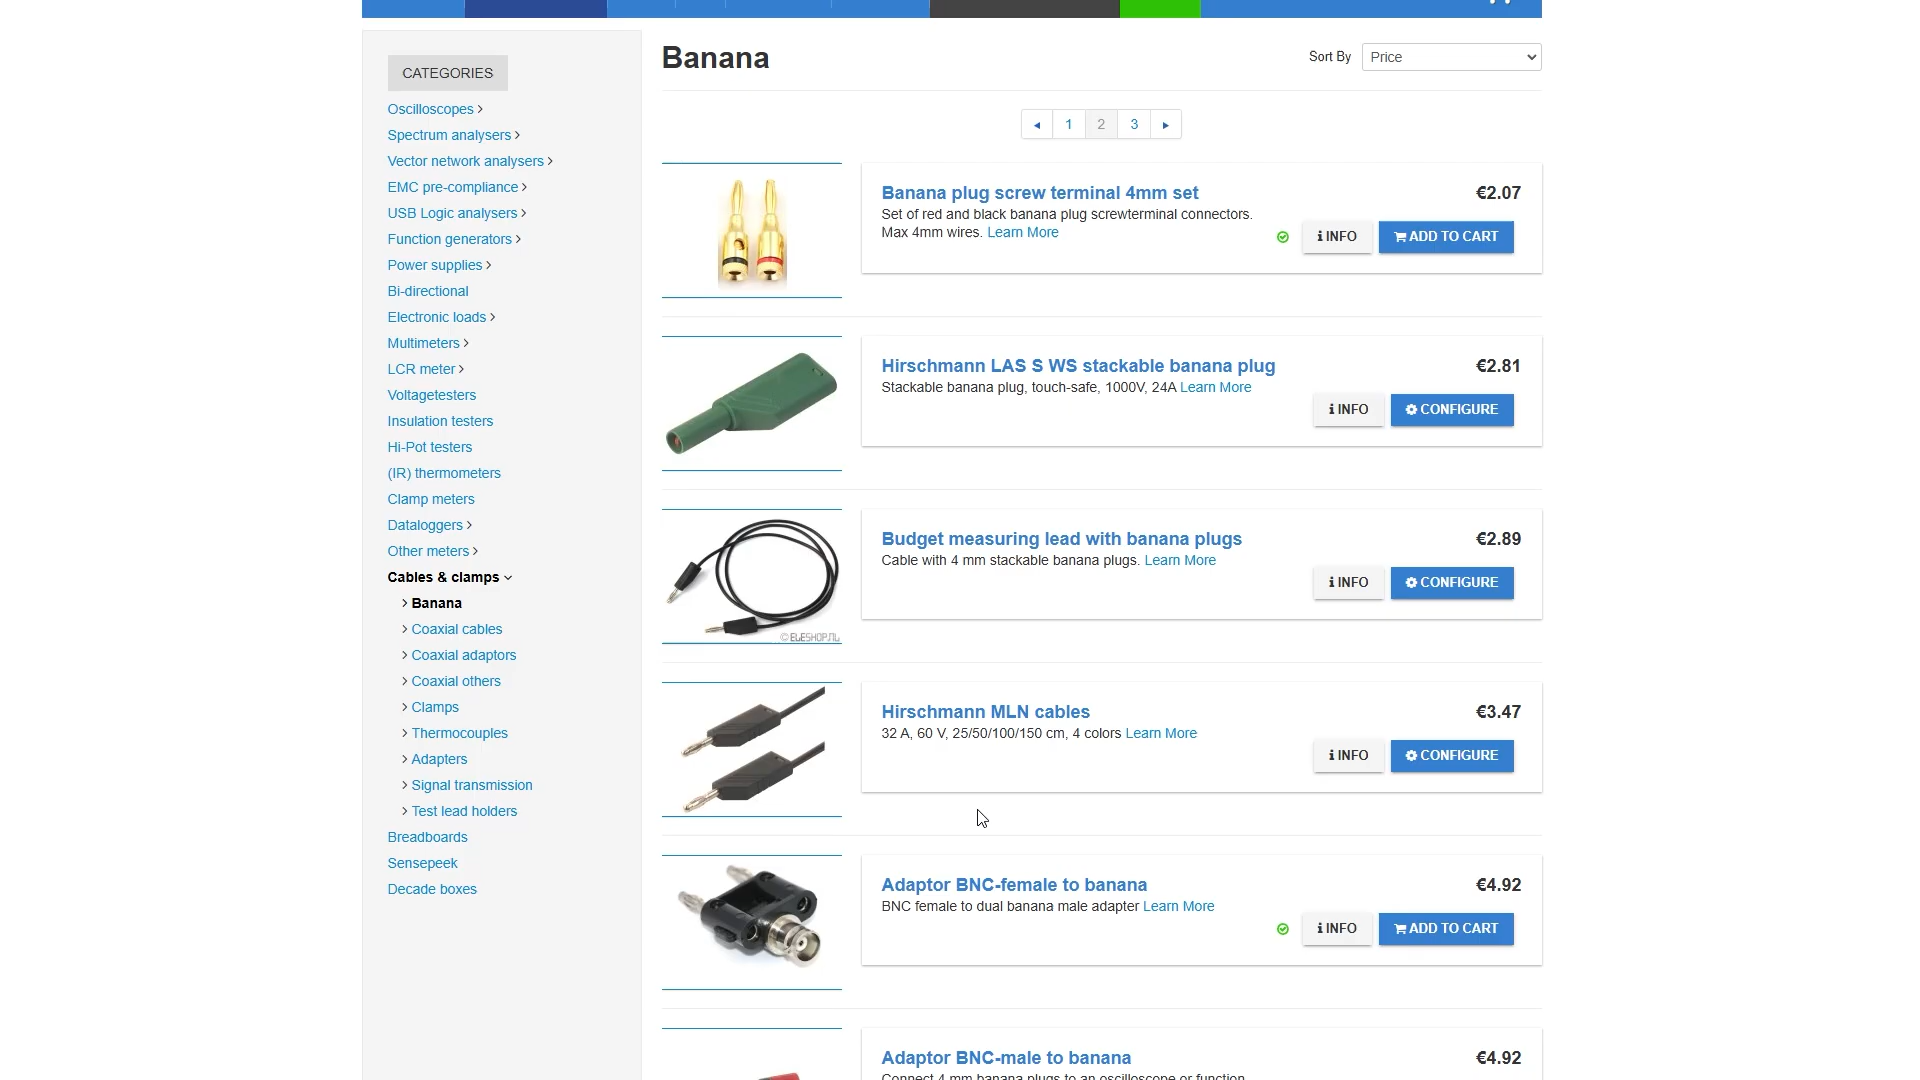 Banana
Sort By Price
CATEGORIES
Oscilloscopes
Spectrum analysers
Vector network analysers
EMC pre-compliance
USB Logic analysers
Function generators
Power supplies
Bi-directional
Electronic loads
Multimeters
LCR meter
Voltagetesters
Insulation testers
Hi-Pot testers
(IR) thermometers
Clamp meters
Dataloggers
Other meters
Cables & clamps
Banana
Coaxial cables
Coaxial adaptors
Coaxial others
Clamps
Thermocouples
Adapters
Signal transmission
Test lead holders
Breadboards
Sensepeek
Decade boxes
1 2 3
Banana plug screw terminal 4mm set €2.07
Set of red and black banana plug screwterminal connectors.
Max 4mm wires. Learn More
INFO ADD TO CART
Hirschmann LAS S WS stackable banana plug €2.81
Stackable banana plug, touch-safe, 1000V, 24A Learn More
INFO CONFIGURE
Budget measuring lead with banana plugs €2.89
Cable with 4 mm stackable banana plugs. Learn More
INFO CONFIGURE
© ELESHOP.NL
Hirschmann MLN cables €3.47
32 A, 60 V, 25/50/100/150 cm, 4 colors Learn More
INFO CONFIGURE
Adaptor BNC-female to banana €4.92
BNC female to dual banana male adapter Learn More
INFO ADD TO CART
Adaptor BNC-male to banana €4.92
Connect 4 mm banana plugs to an oscilloscope or function